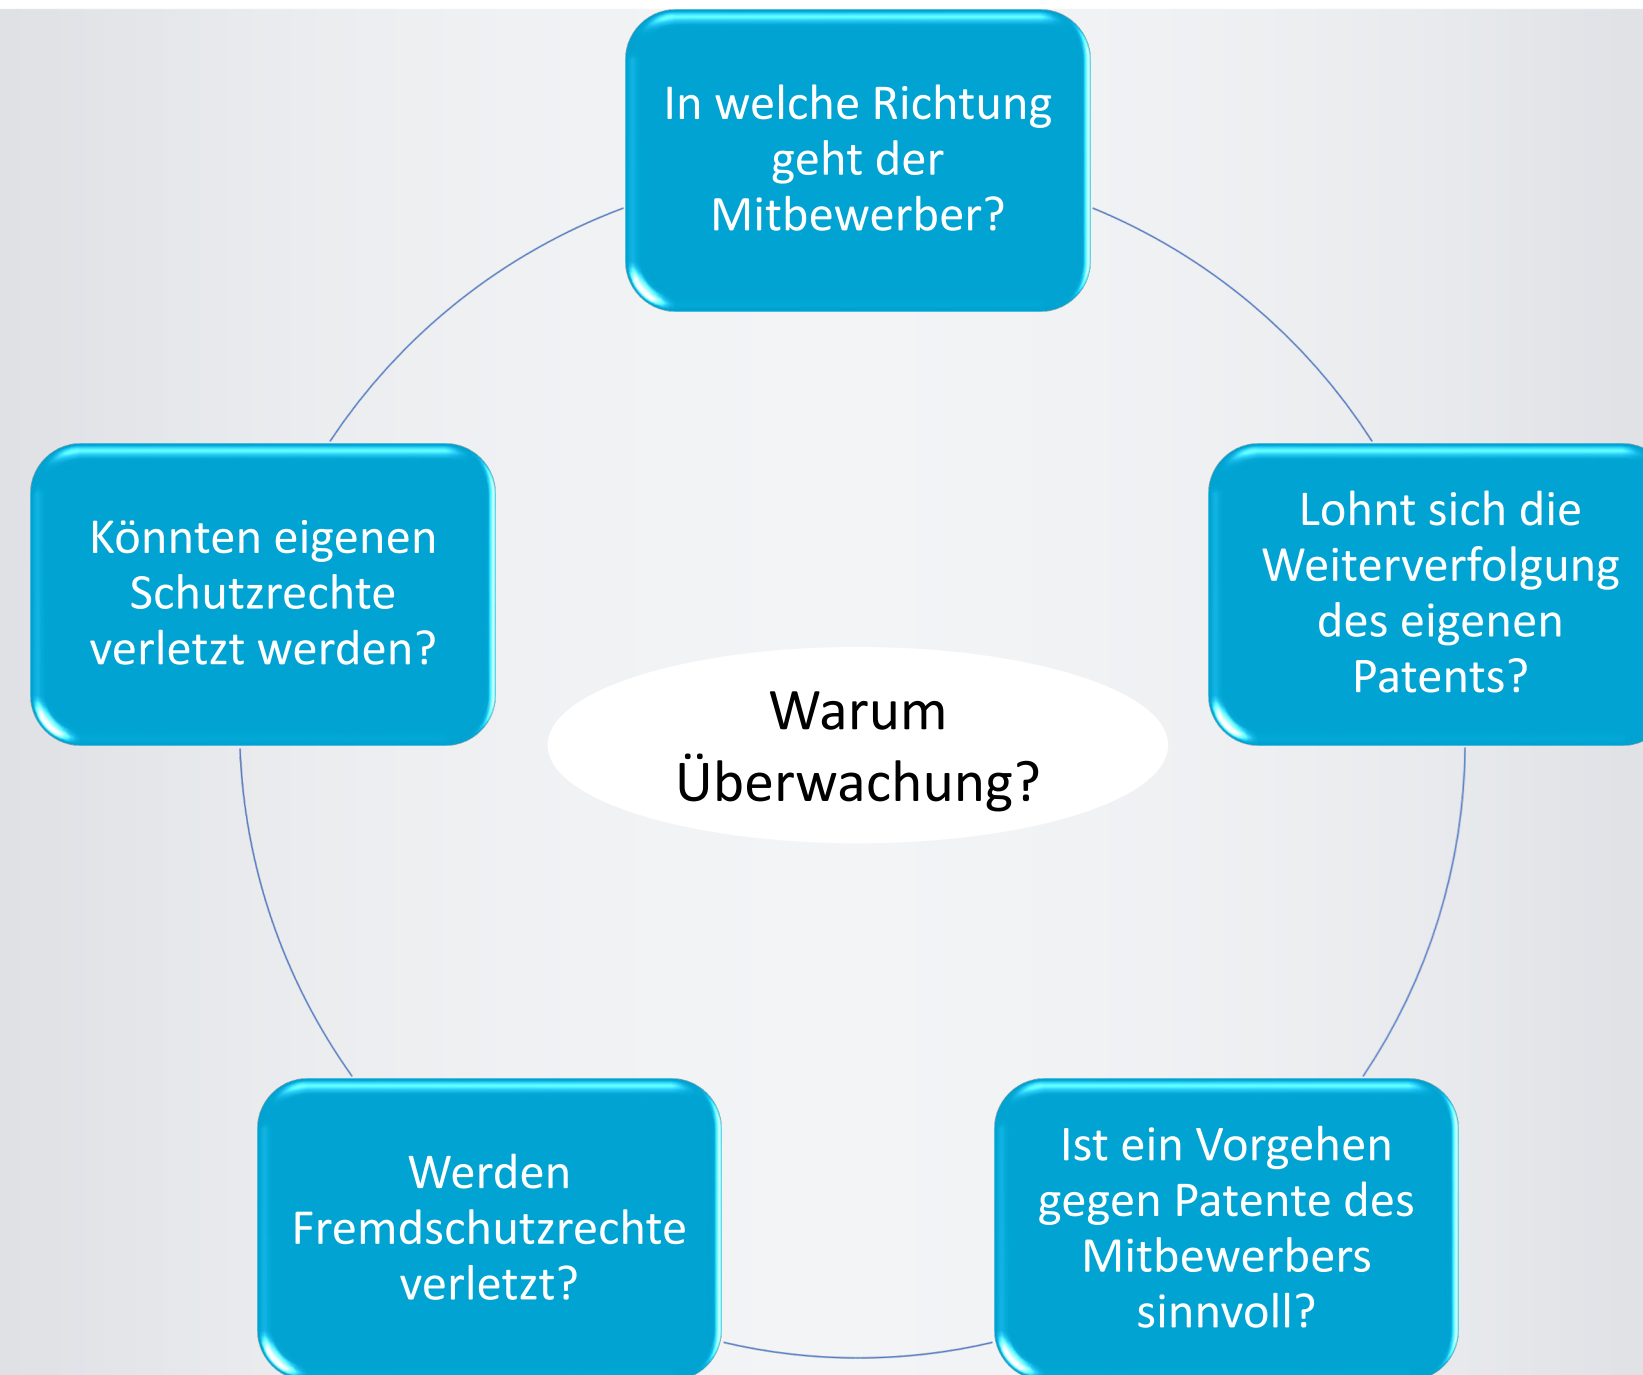 In welche Richtung
geht der
Mitbewerber?
Lohnt sich die
Weiterverfolgung
des eigenen
Patents?
Ist ein Vorgehen
gegen Patente des
Mitbewerbers
sinnvoll?
Werden
Fremdschutzrechte
verletzt?
Könnten eigenen
Schutzrechte
verletzt werden?
Warum
Überwachung?